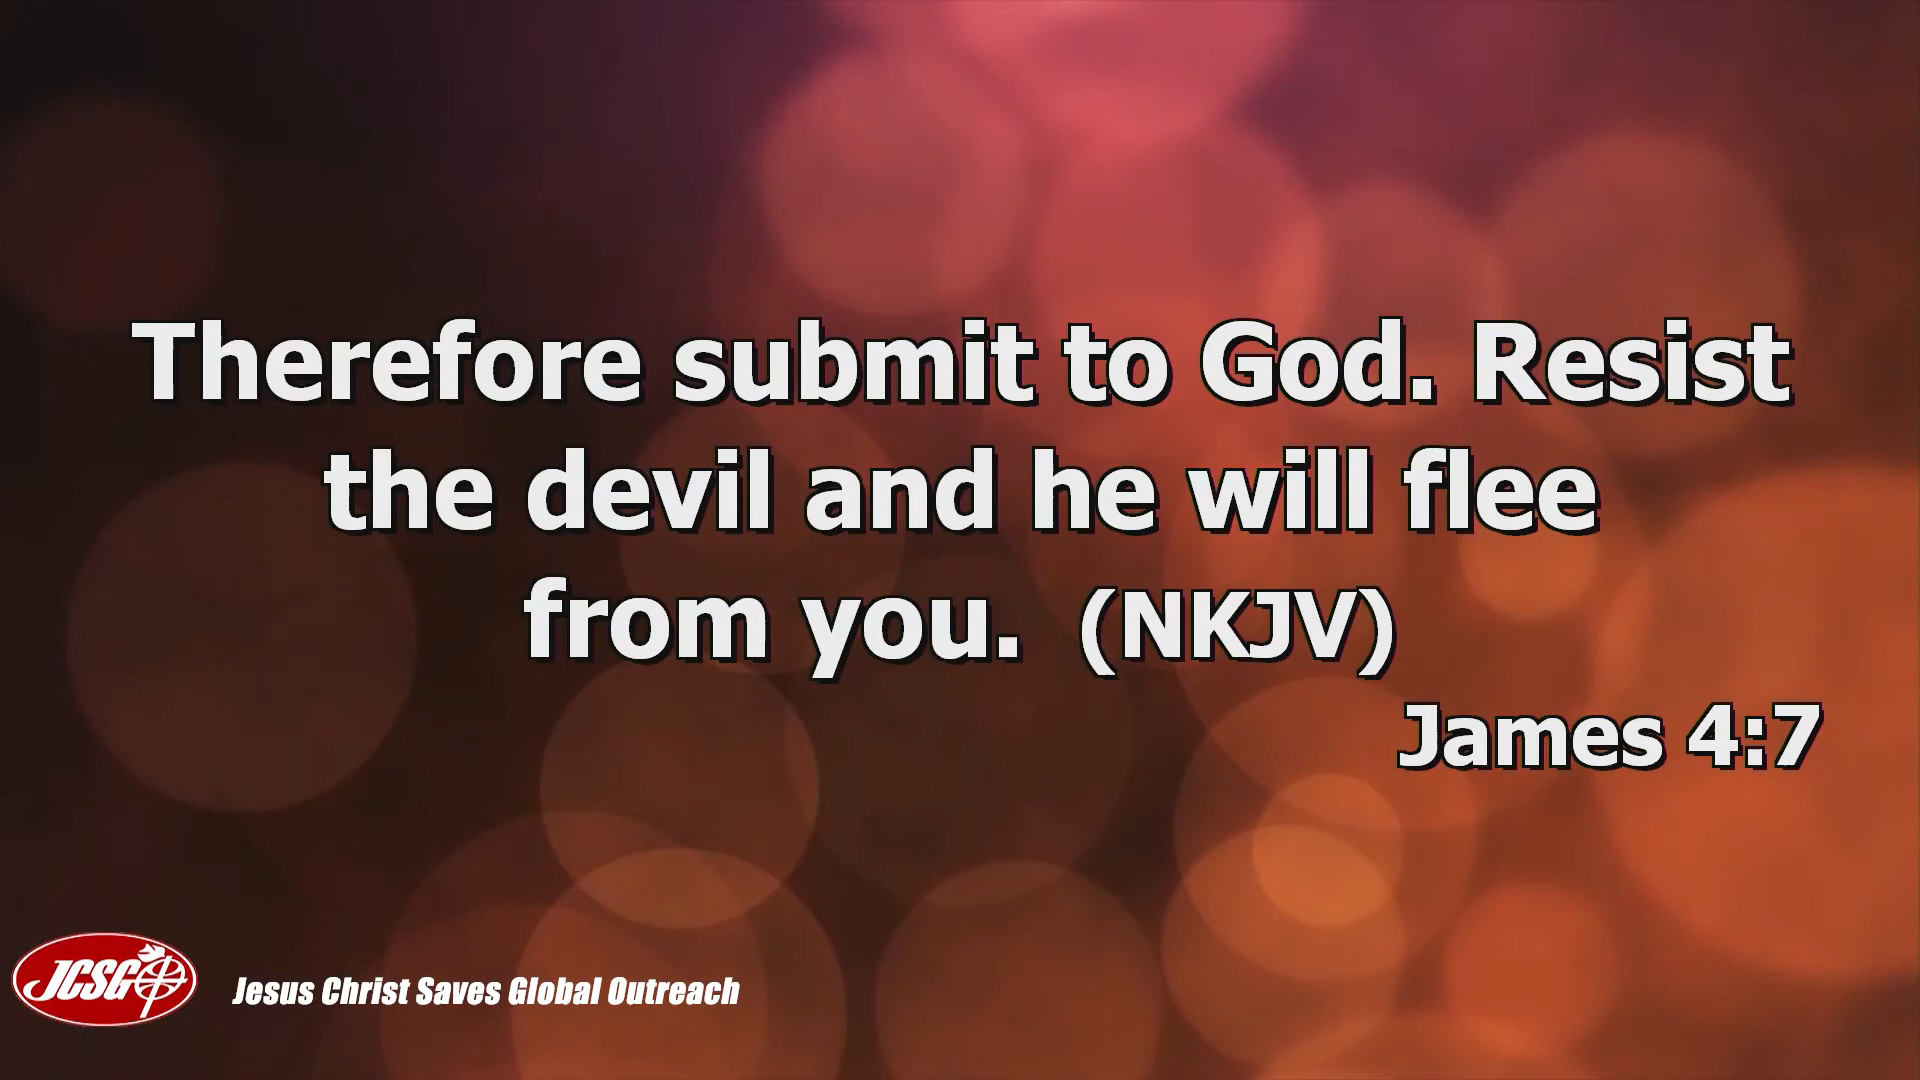 Therefore submit to God. Resist
the devil and he will flee
from you. (NKJV)
James 4:7
JCSGO
Jesus Christ Saves Global Outreach